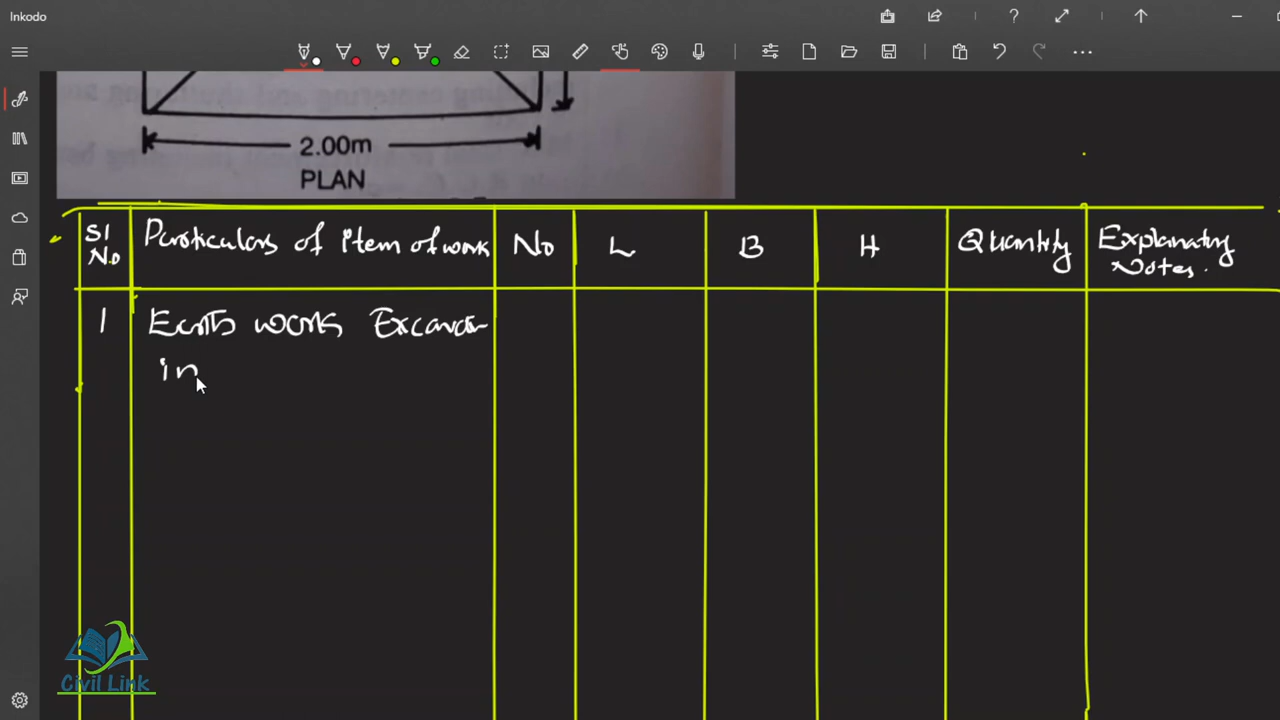 Inkodo
2.00m
PLAN
Sl No
Particulars of item of work
No
L
B
H
Quantity
Explanatory Notes.
1
Earth work Excavation
in
Civil Link